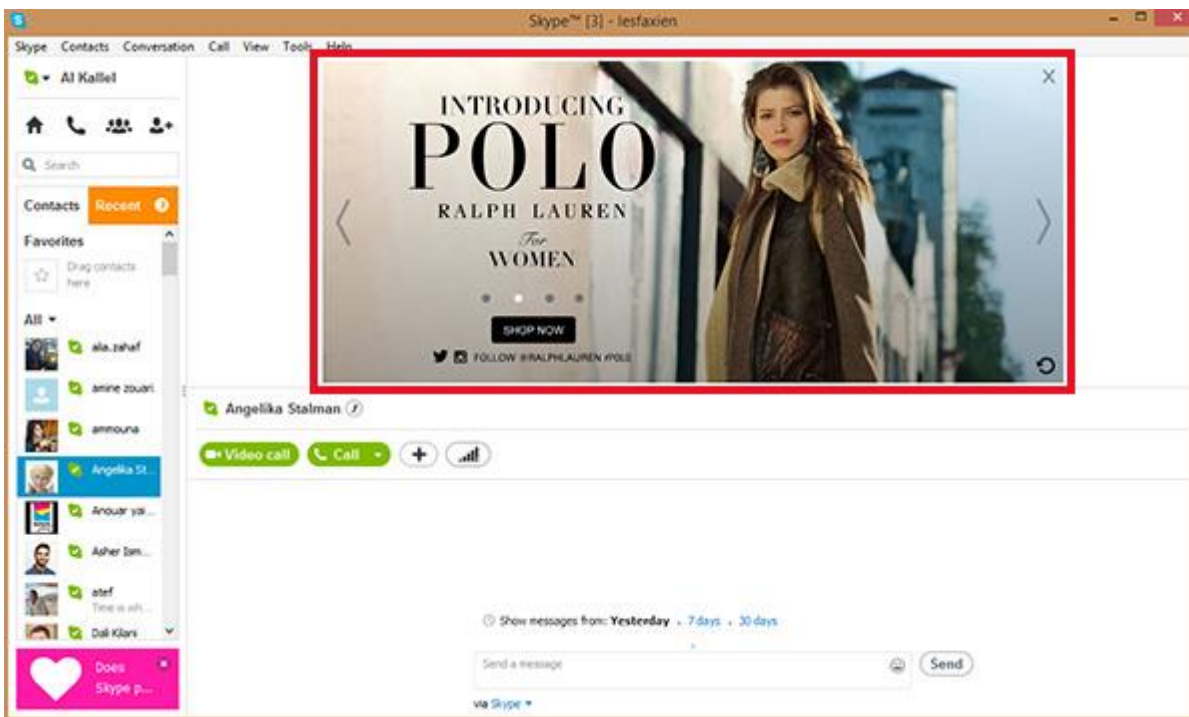 Skype™ [3] - lesfaxien
Skype Contacts Conversation Call View Tools Help
Al Kallel
Search
Contacts Recent
Favorites
Drag contacts
here
All
alia.zahaf
amine zouari
ammouna
Angelika St...
Anouar yai...
Asher Ism...
atef
Time is wh...
Dali Kilani
Does
Skype p...
INTRODUCING
POLO
RALPH LAUREN
For
WOMEN
SHOP NOW
FOLLOW @RALPHLAUREN #POLO
Angelika Stalman
Video call Call
Show messages from: Yesterday . 7 days . 30 days
Send a message
Send
via Skype